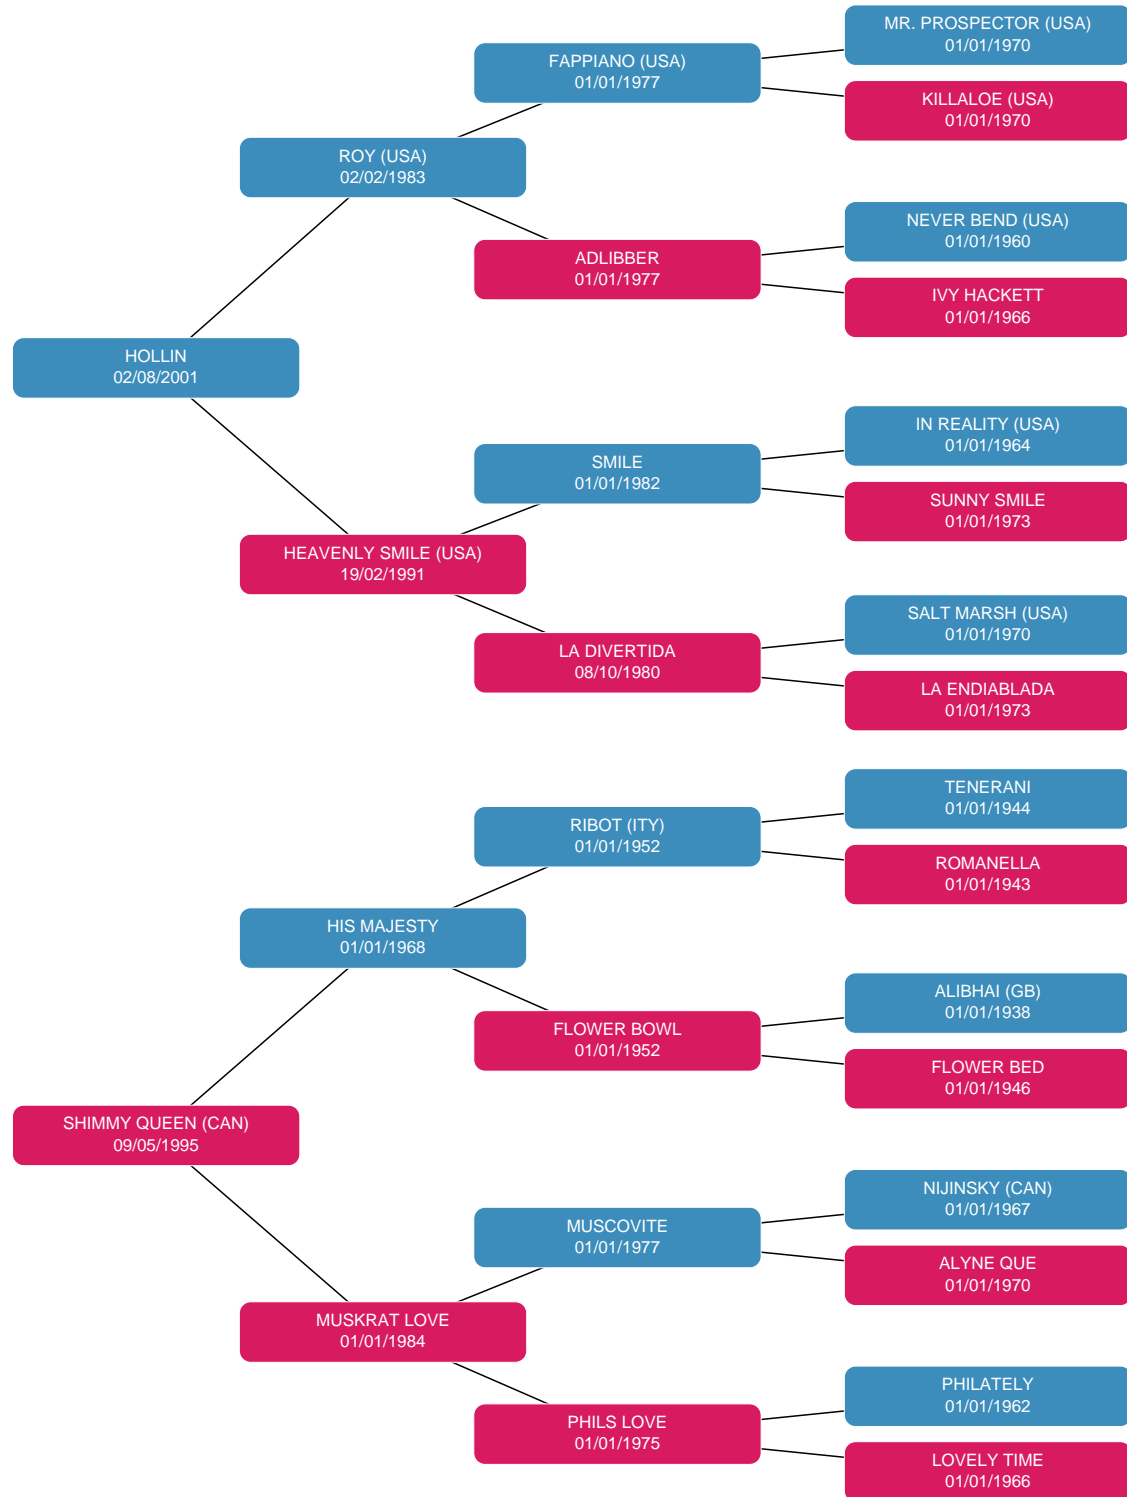 MR. PROSPECTOR (USA)
01/01/1970
FAPPIANO (USA)
01/01/1977
KILLALOE (USA)
01/01/1970
ROY (USA)
02/02/1983
NEVER BEND (USA)
01/01/1960
ADLIBBER
01/01/1977
IVY HACKETT
01/01/1966
HOLLIN
02/08/2001
IN REALITY (USA)
01/01/1964
SMILE
01/01/1982
SUNNY SMILE
01/01/1973
HEAVENLY SMILE (USA)
19/02/1991
SALT MARSH (USA)
01/01/1970
LA DIVERTIDA
08/10/1980
LA ENDIABLADA
01/01/1973
TENERANI
01/01/1944
RIBOT (ITY)
01/01/1952
ROMANELLA
01/01/1943
HIS MAJESTY
01/01/1968
ALIBHAI (GB)
01/01/1938
FLOWER BOWL
01/01/1952
FLOWER BED
01/01/1946
SHIMMY QUEEN (CAN)
09/05/1995
NIJINSKY (CAN)
01/01/1967
MUSCOVITE
01/01/1977
ALYNE QUE
01/01/1970
MUSKRAT LOVE
01/01/1984
PHILATELY
01/01/1962
PHILS LOVE
01/01/1975
LOVELY TIME
01/01/1966